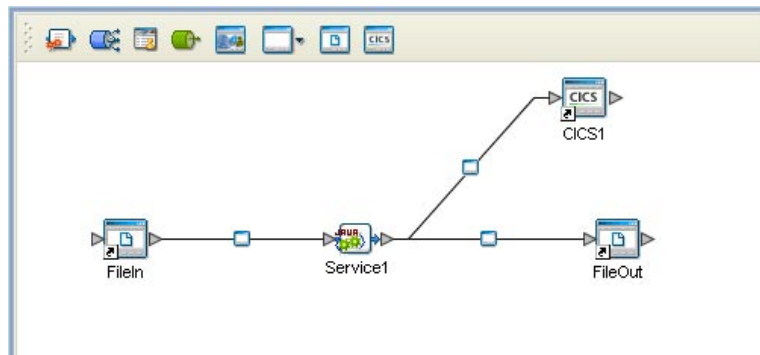 CICS
CICS
CICS1
FileIn
JAVA
Service1
FileOut